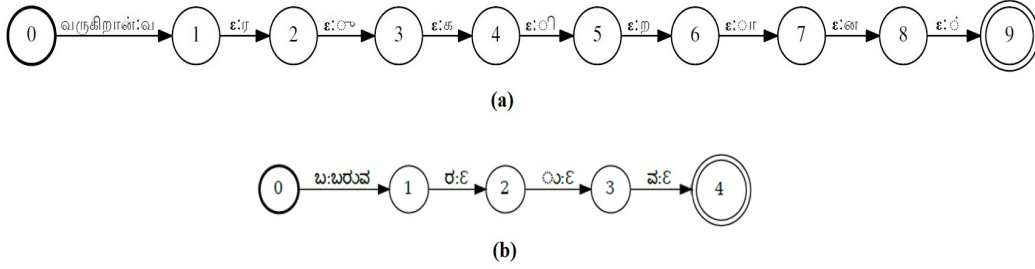 0 வருகிறான்:வ 1 ε:ர 2 ε:ு 3 ε:க 4 ε:ி 5 ε:ற 6 ε:ா 7 ε:ன 8 ε:் 9
(a)
0 ಬ:ಬರುವ 1 ರ:ε 2 ು:ε 3 ವ:ε 4
(b)